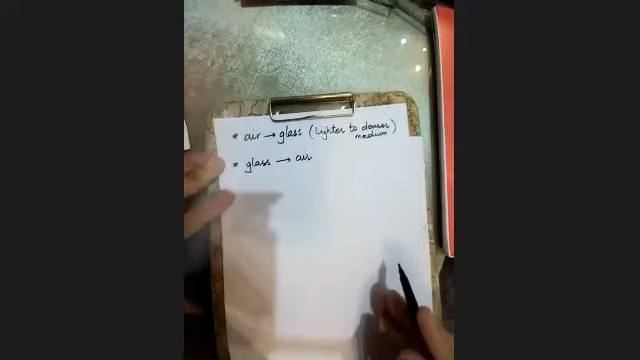 * air → glass (lighter to denser medium)
* glass → air